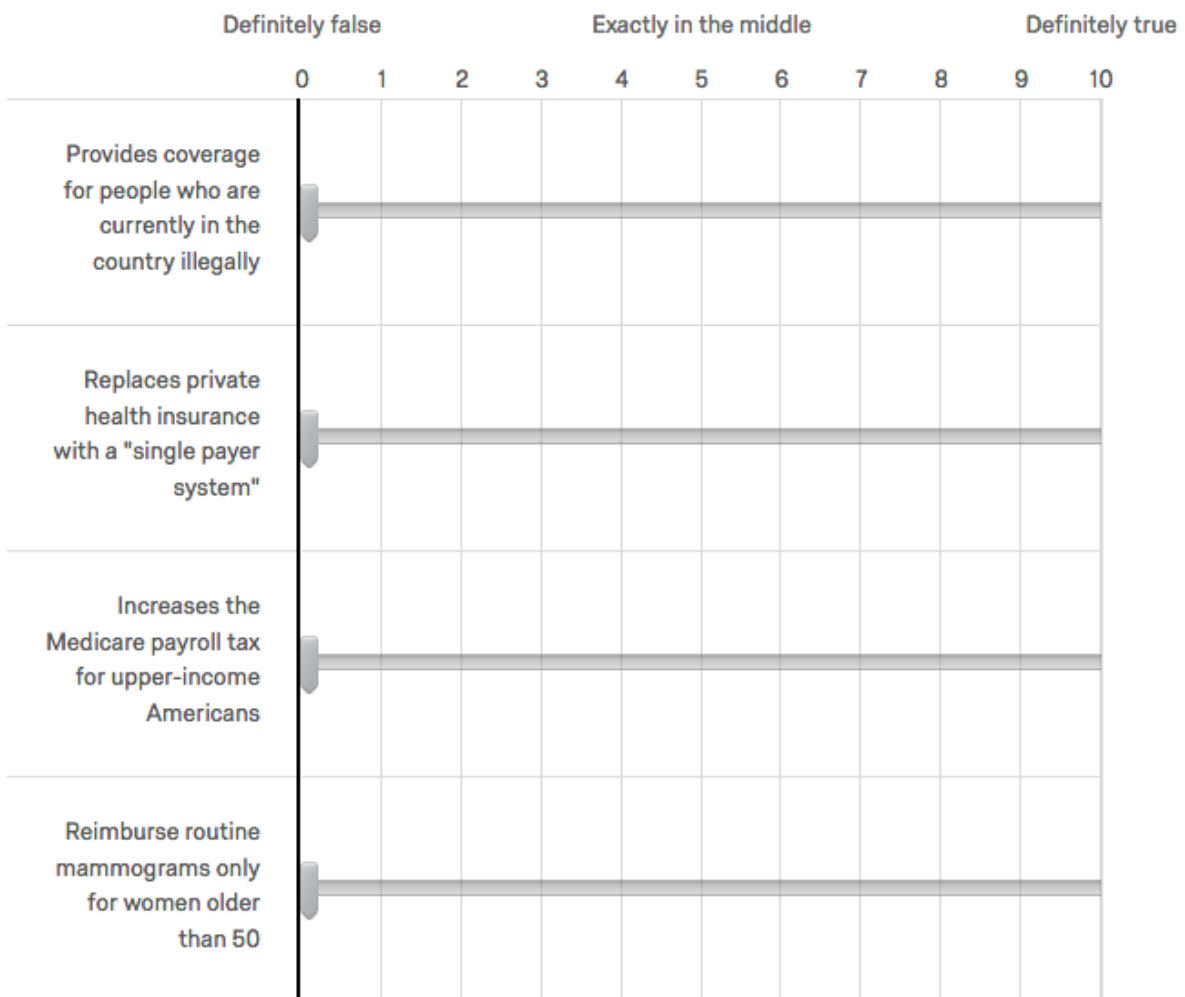 Definitely false Exactly in the middle Definitely true
0 1 2 3 4 5 6 7 8 9 10
Provides coverage
for people who are
currently in the
country illegally
Replaces private
health insurance
with a "single payer
system"
Increases the
Medicare payroll tax
for upper-income
Americans
Reimburse routine
mammograms only
for women older
than 50